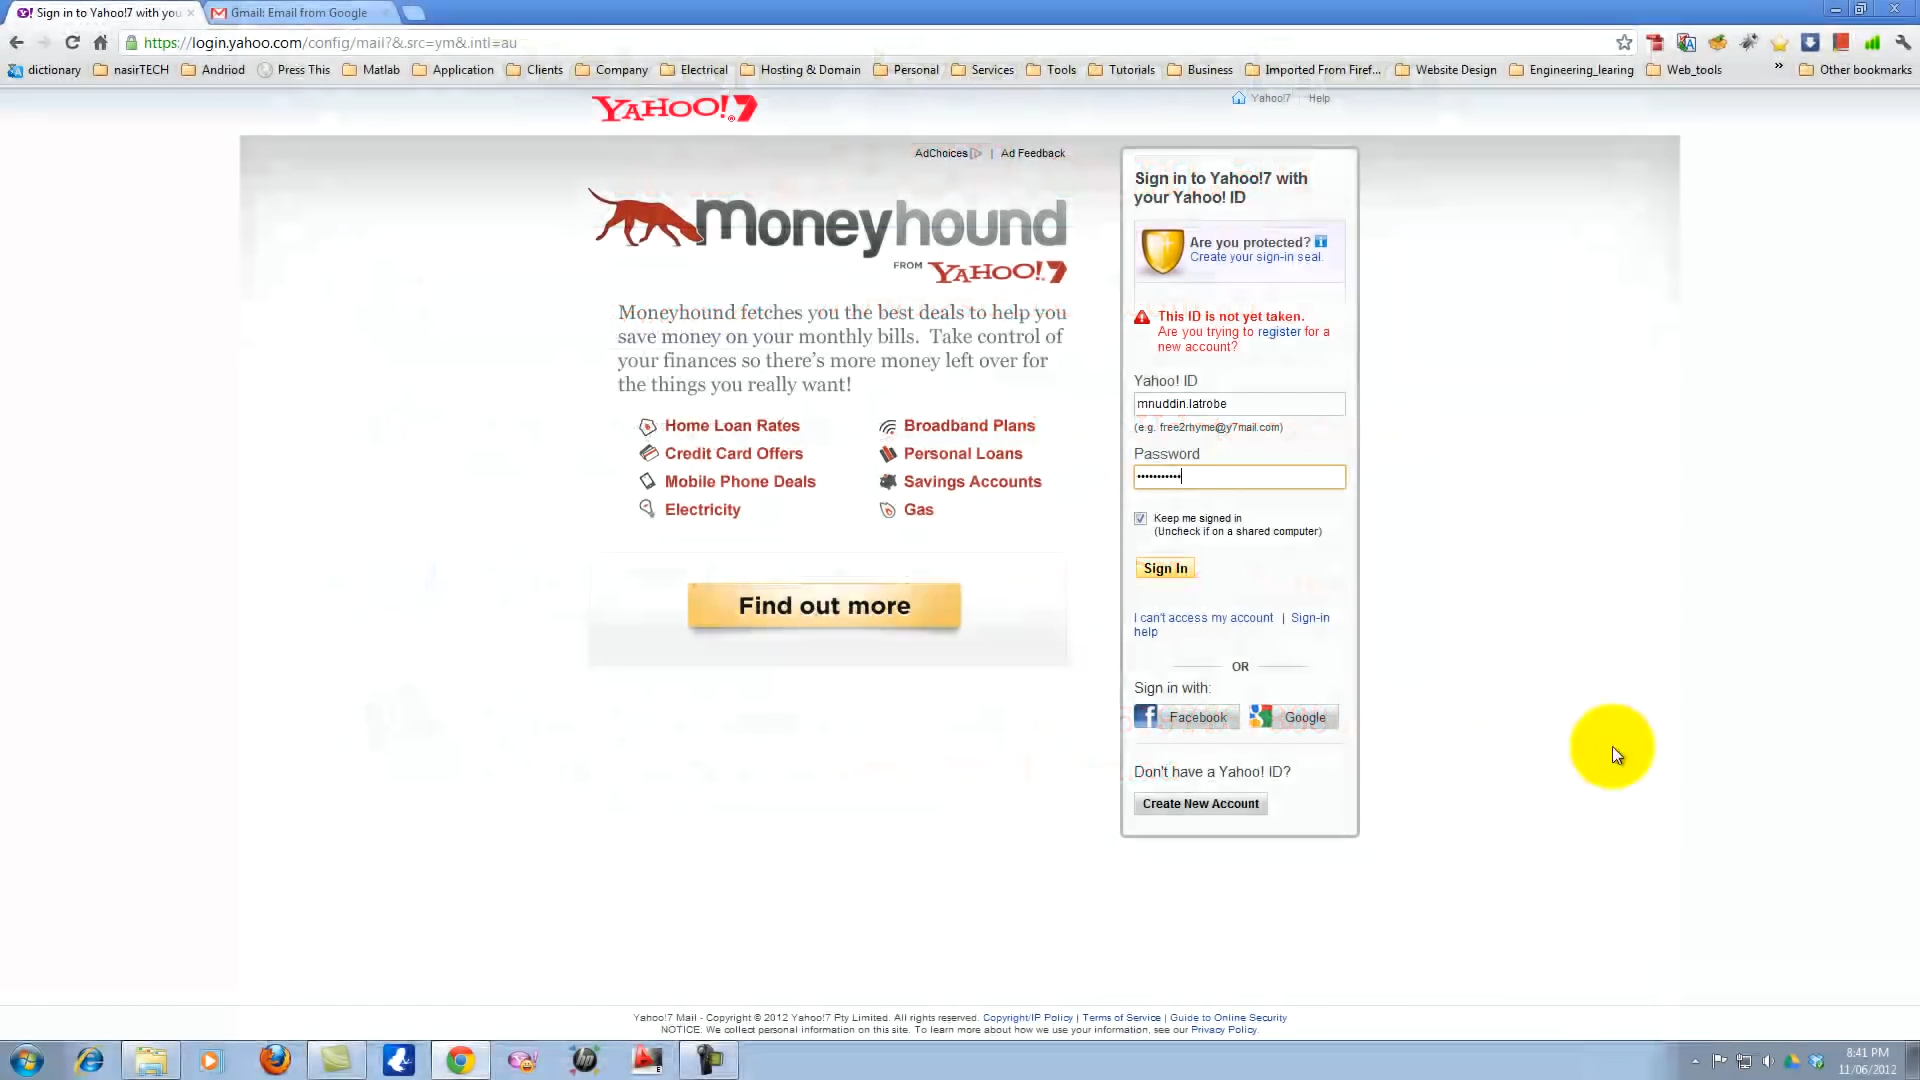 Sign in to Yahoo!7 with you
Gmail: Email from Google
https://login.yahoo.com/config/mail?&.src=ym&.intl=au
dictionary nasirTECH Andriod Press This Matlab Application Clients Company Electrical Hosting & Domain Personal Services Tools Tutorials Business Imported From Firef... Website Design Engineering_learing Web_tools » Other bookmarks
YAHOO!7
Yahoo!7 Help
AdChoices | Ad Feedback
moneyhound
FROM YAHOO!7
Moneyhound fetches you the best deals to help you
save money on your monthly bills. Take control of
your finances so there's more money left over for
the things you really want!
Home Loan Rates Broadband Plans
Credit Card Offers Personal Loans
Mobile Phone Deals Savings Accounts
Electricity Gas
Find out more
Sign in to Yahoo!7 with
your Yahoo! ID
Are you protected?
Create your sign-in seal.
This ID is not yet taken.
Are you trying to register for a
new account?
Yahoo! ID
mnuddin.latrobe
(e.g. free2rhyme@y7mail.com)
Password
•••••••••••
Keep me signed in
(Uncheck if on a shared computer)
Sign In
I can't access my account | Sign-in
help
OR
Sign in with:
Facebook Google
Don't have a Yahoo! ID?
Create New Account
Yahoo!7 Mail - Copyright © 2012 Yahoo!7 Pty Limited. All rights reserved. Copyright/IP Policy | Terms of Service | Guide to Online Security
NOTICE: We collect personal information on this site. To learn more about how we use your information, see our Privacy Policy.
8:41 PM
11/06/2012